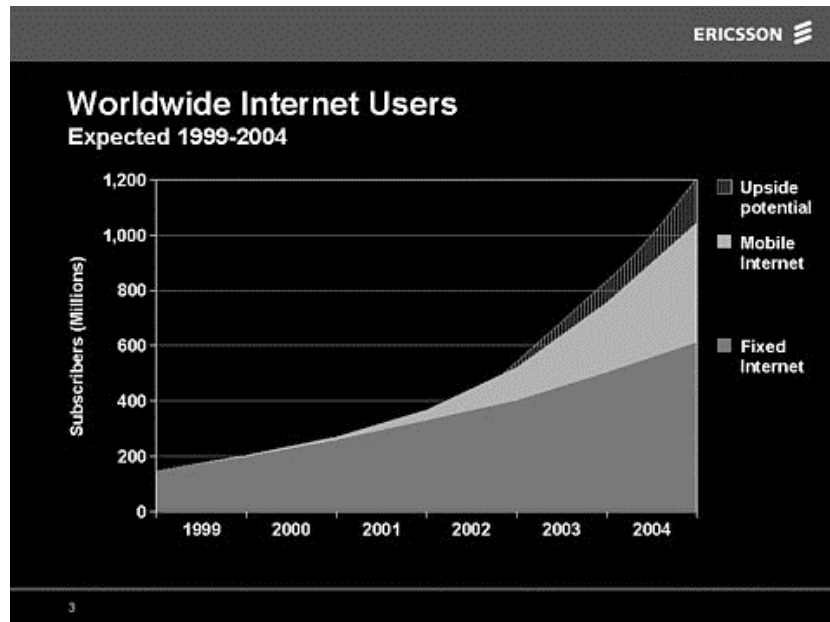 ERICSSON
Worldwide Internet Users
Expected 1999-2004
1,200
1,000
800
600
400
200
0
Subscribers (Millions)
1999 2000 2001 2002 2003 2004
Upside
potential
Mobile
Internet
Fixed
Internet
3